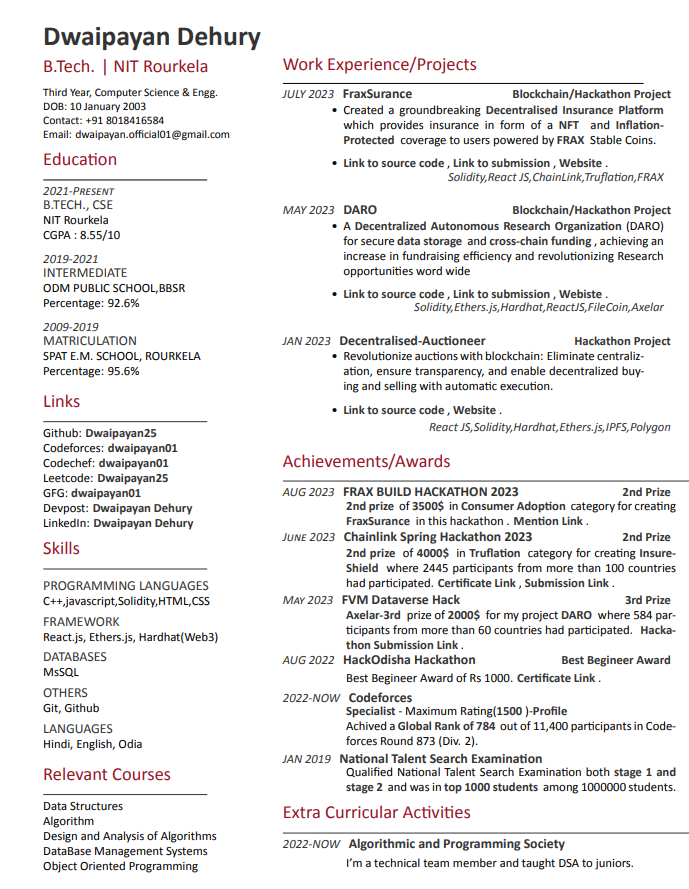 Dwaipayan Dehury
B.Tech. | NIT Rourkela
Third Year, Computer Science & Engg.
DOB: 10 January 2003
Contact: +91 8018416584
Email: dwaipayan.official01@gmail.com
Education
2021-Present
B.TECH., CSE
NIT Rourkela
CGPA : 8.55/10
2019-2021
INTERMEDIATE
ODM PUBLIC SCHOOL,BBSR
Percentage: 92.6%
2009-2019
MATRICULATION
SPAT E.M. SCHOOL, ROURKELA
Percentage: 95.6%
Links
Github: Dwaipayan25
Codeforces: dwaipayan01
Codechef: dwaipayan01
Leetcode: Dwaipayan25
GFG: dwaipayan01
Devpost: Dwaipayan Dehury
LinkedIn: Dwaipayan Dehury
Skills
PROGRAMMING LANGUAGES
C++,javascript,Solidity,HTML,CSS
FRAMEWORK
React.js, Ethers.js, Hardhat(Web3)
DATABASES
MsSQL
OTHERS
Git, Github
LANGUAGES
Hindi, English, Odia
Relevant Courses
Data Structures
Algorithm
Design and Analysis of Algorithms
DataBase Management Systems
Object Oriented Programming
Work Experience/Projects
July 2023 FraxSurance Blockchain/Hackathon Project
• Created a groundbreaking Decentralised Insurance Platform
which provides insurance in form of a NFT and Inflation-
Protected coverage to users powered by FRAX Stable Coins.
• Link to source code , Link to submission , Website .
Solidity,React JS,ChainLink,Truflation,FRAX
May 2023 DARO Blockchain/Hackathon Project
• A Decentralized Autonomous Research Organization (DARO)
for secure data storage and cross-chain funding , achieving an
increase in fundraising efficiency and revolutionizing Research
opportunities word wide
• Link to source code , Link to submission , Webiste .
Solidity,Ethers.js,Hardhat,ReactJS,FileCoin,Axelar
Jan 2023 Decentralised-Auctioneer Hackathon Project
• Revolutionize auctions with blockchain: Eliminate centraliz-
ation, ensure transparency, and enable decentralized buy-
ing and selling with automatic execution.
• Link to source code , Website .
React JS,Solidity,Hardhat,Ethers.js,IPFS,Polygon
Achievements/Awards
Aug 2023 FRAX BUILD HACKATHON 2023 2nd Prize
2nd prize of 3500$ in Consumer Adoption category for creating
FraxSurance in this hackathon . Mention Link .
June 2023 Chainlink Spring Hackathon 2023 2nd Prize
2nd prize of 4000$ in Truflation category for creating Insure-
Shield where 2445 participants from more than 100 countries
had participated. Certificate Link , Submission Link .
May 2023 FVM Dataverse Hack 3rd Prize
Axelar-3rd prize of 2000$ for my project DARO where 584 par-
ticipants from more than 60 countries had participated. Hacka-
thon Submission Link .
Aug 2022 HackOdisha Hackathon Best Begineer Award
Best Begineer Award of Rs 1000. Certificate Link .
2022-Now Codeforces
Specialist - Maximum Rating(1500 )-Profile
Achived a Global Rank of 784 out of 11,400 participants in Code-
forces Round 873 (Div. 2).
Jan 2019 National Talent Search Examination
Qualified National Talent Search Examination both stage 1 and
stage 2 and was in top 1000 students among 1000000 students.
Extra Curricular Activities
2022-Now Algorithmic and Programming Society
I'm a technical team member and taught DSA to juniors.